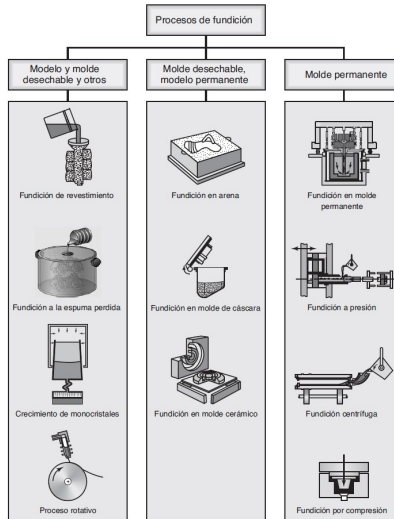 Procesos de fundición
Modelo y molde
desechable y otros
Molde desechable,
modelo permanente
Molde permanente
Fundición de revestimiento
Fundición a la espuma perdida
Crecimiento de monocristales
Proceso rotativo
Fundición en arena
Fundición en molde de cáscara
Fundición en molde cerámico
Fundición en molde
permanente
Fundición a presión
Fundición centrífuga
Fundición por compresión